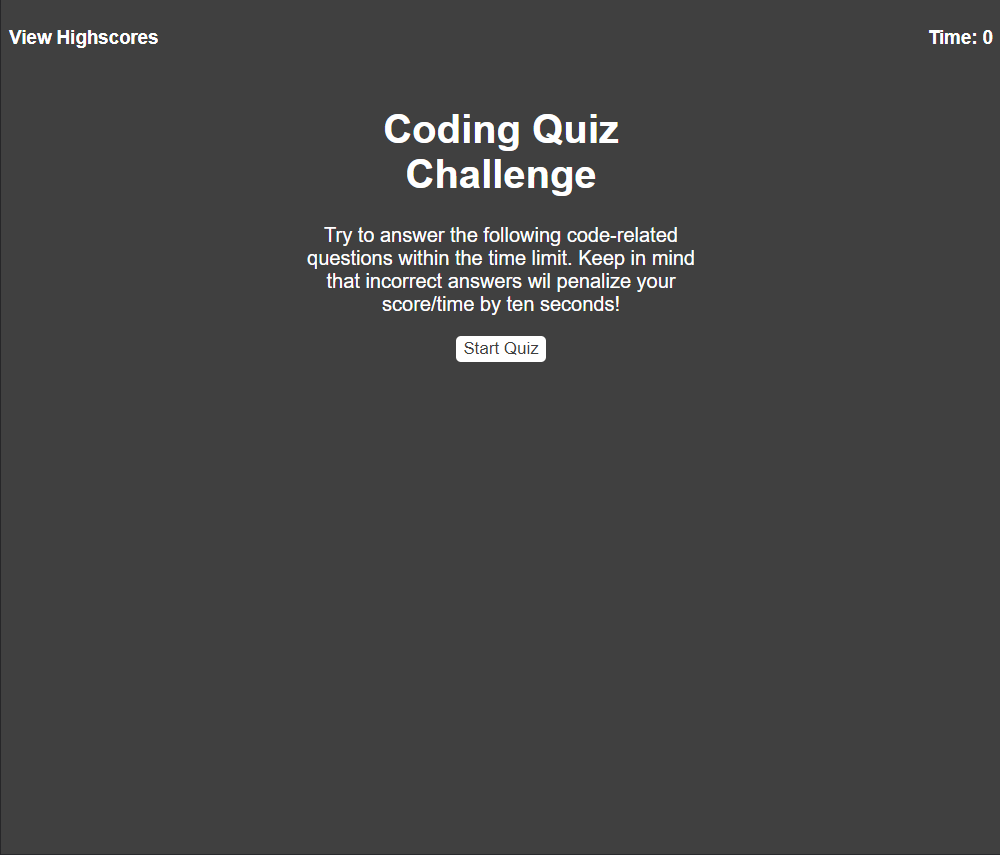 View Highscores
Time: 0
Coding Quiz
Challenge
Try to answer the following code-related
questions within the time limit. Keep in mind
that incorrect answers wil penalize your
score/time by ten seconds!
Start Quiz